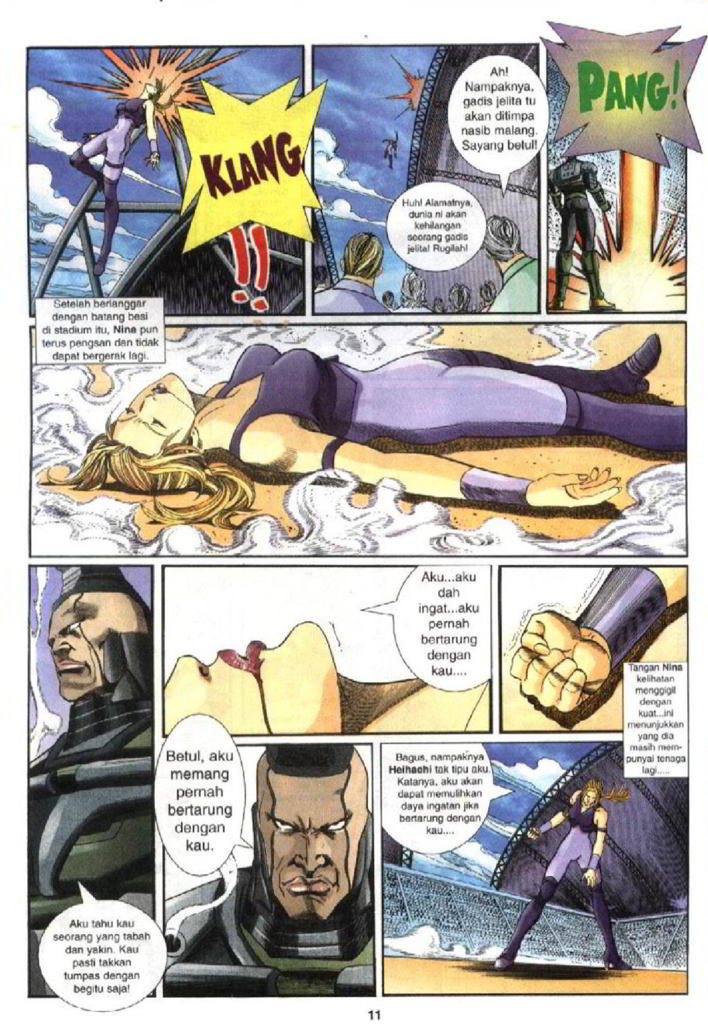 KLANG
!!
Ah!
Nampaknya,
gadis jelita tu
akan ditimpa
nasib malang.
Sayang betul!
Huh! Alamatnya,
dunia ni akan
kehilangan
seorang gadis
jelita! Rugilah!
PANG!
Setelah berlanggar
dengan batang besi
di stadium itu, Nina pun
terus pengsan dan tidak
dapat bergerak lagi.
Aku tahu kau
seorang yang tabah
dan yakin. Kau
pasti takkan
tumpas dengan
begitu saja!
Aku...aku
dah
ingat...aku
pernah
bertarung
dengan
kau....
Tangan Nina
kelihatan
menggigil
dengan
kuat...ini
menunjukkan
yang dia
masih mem-
punyai tenaga
lagi.....
Betul, aku
memang
pernah
bertarung
dengan
kau.
Bagus, nampaknya
Heihachi tak tipu aku.
Katanya, aku akan
dapat memulihkan
daya ingatan jika
bertarung dengan
kau....
11